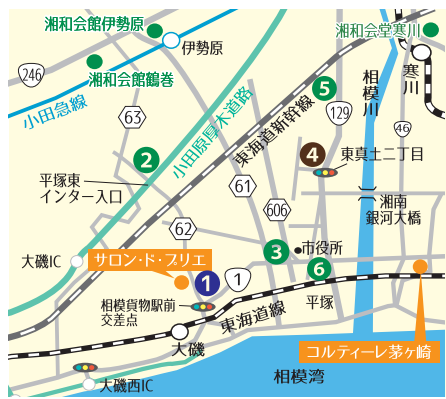 湘和会館伊勢原
湘和会堂寒川
伊勢原
246
湘和会館鶴巻
寒川
小田急線
小田原厚木道路
東海道新幹線
5
相模川
63
129
46
4
東真土二丁目
2
平塚東
インター入口
61
606
湘南
銀河大橋
62
市役所
3
大磯IC
サロン・ド・プリエ
1
1
6
相模貨物駅前
交差点
東海道線
平塚
大磯
コルティーレ茅ヶ崎
大磯西IC
相模湾